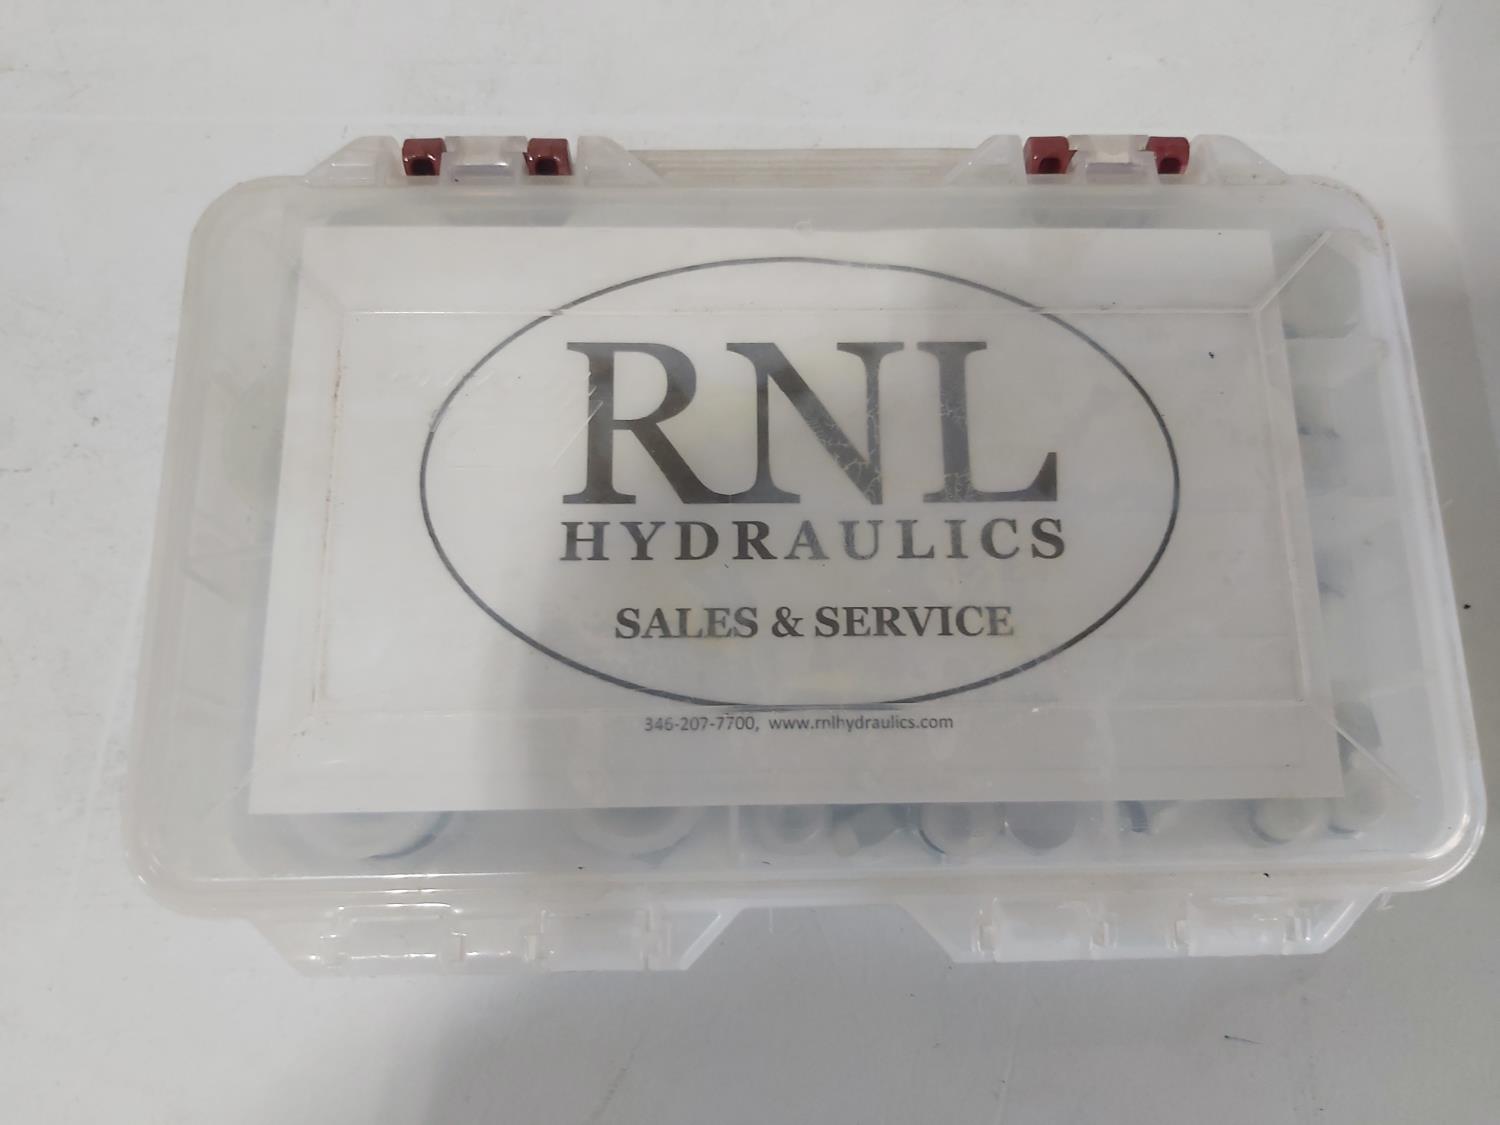 RNL
HYDRAULICS
SALES & SERVICE
346-207-7700, www.rnlhydraulics.com